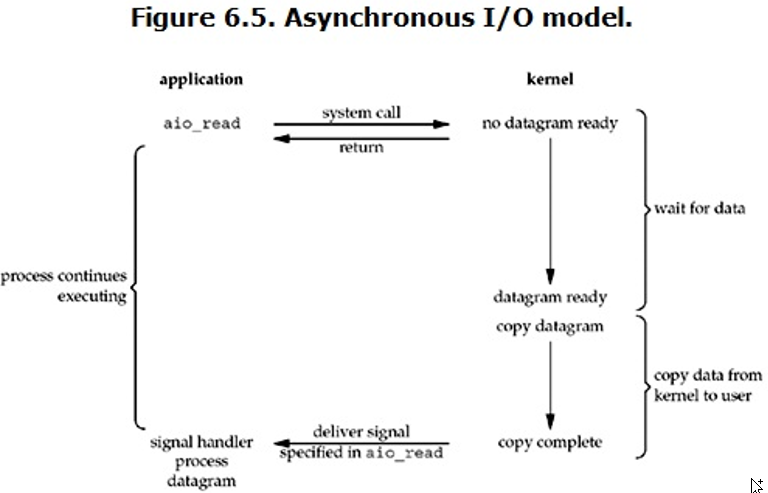 Figure 6.5. Asynchronous I/O model.
application
kernel
aio_read
system call
no datagram ready
return
wait for data
process continues
executing
datagram ready
copy datagram
copy data from
kernel to user
deliver signal
signal handler
copy complete
specified in aio_read
process
datagram